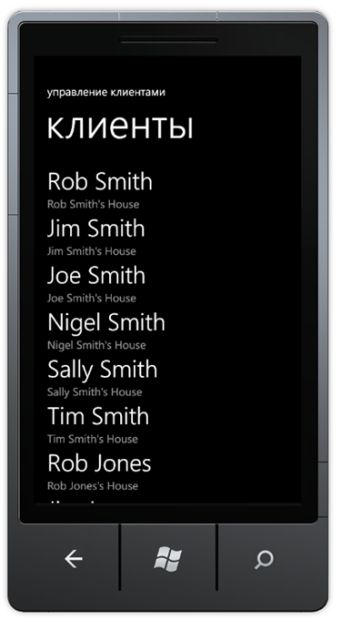 управление клиентами
клиенты
Rob Smith
Rob Smith's House
Jim Smith
Jim Smith's House
Joe Smith
Joe Smith's House
Nigel Smith
Nigel Smith's House
Sally Smith
Sally Smith's House
Tim Smith
Tim Smith's House
Rob Jones
Rob Jones's House